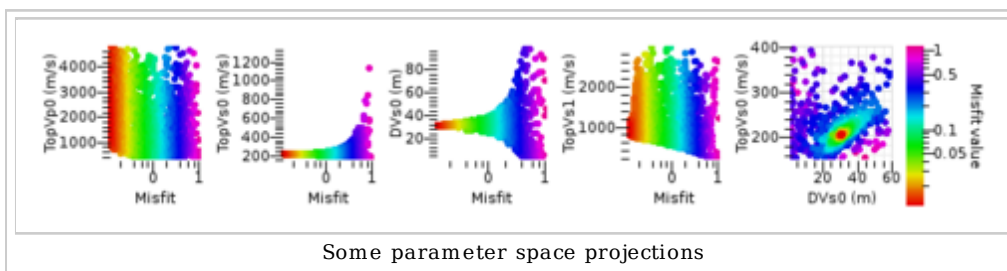 TopVp0 (m/s)
4000
3000
2000
1000
0
1
Misfit
TopVs0 (m/s)
1200
1000
800
600
400
200
0
1
Misfit
DVs0 (m)
80
60
40
20
0
1
Misfit
TopVs1 (m/s)
2000
1000
0
1
Misfit
TopVs0 (m/s)
400
300
200
20
40
60
DVs0 (m)
1
0.5
0.1
0.05
Misfit value
Some parameter space projections